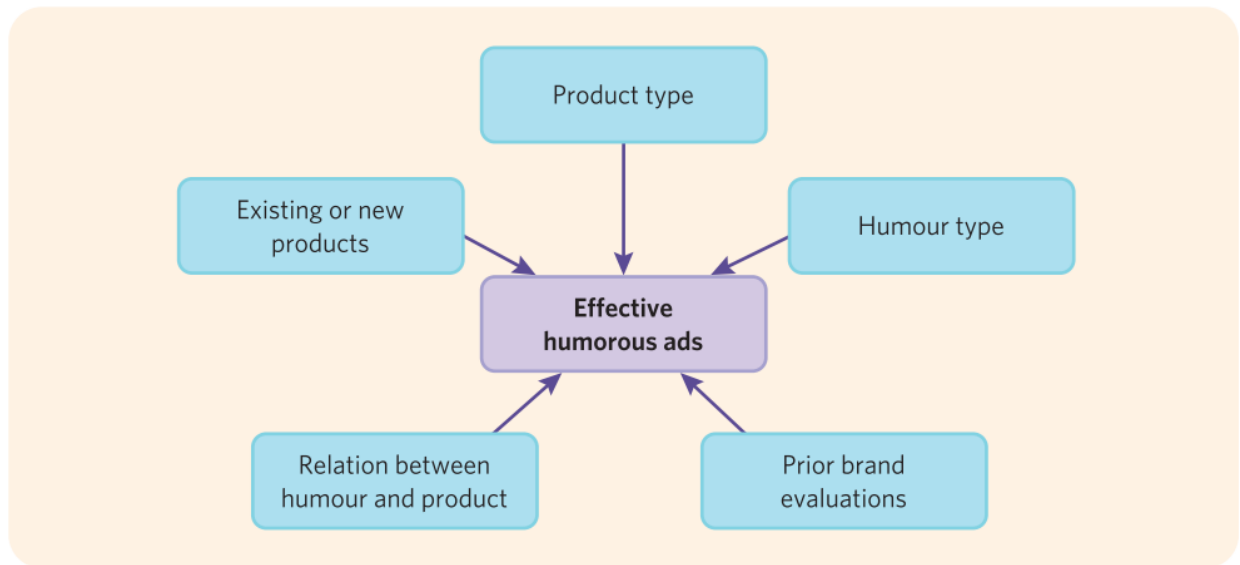 Product type
Existing or new
products
Humour type
Effective
humorous ads
Relation between
humour and product
Prior brand
evaluations